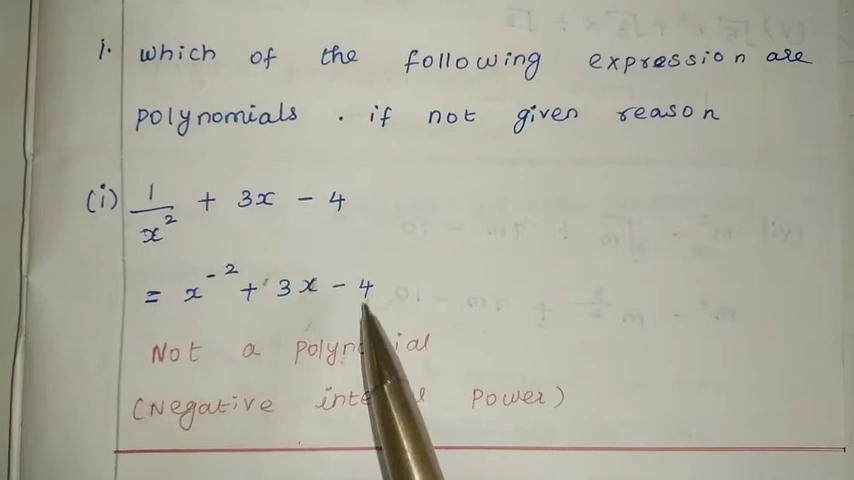 1. which of the following expression are
polynomials . if not given reason
(i) 1/x² + 3x - 4
= x⁻² + 3x - 4
Not a
(Negative power)